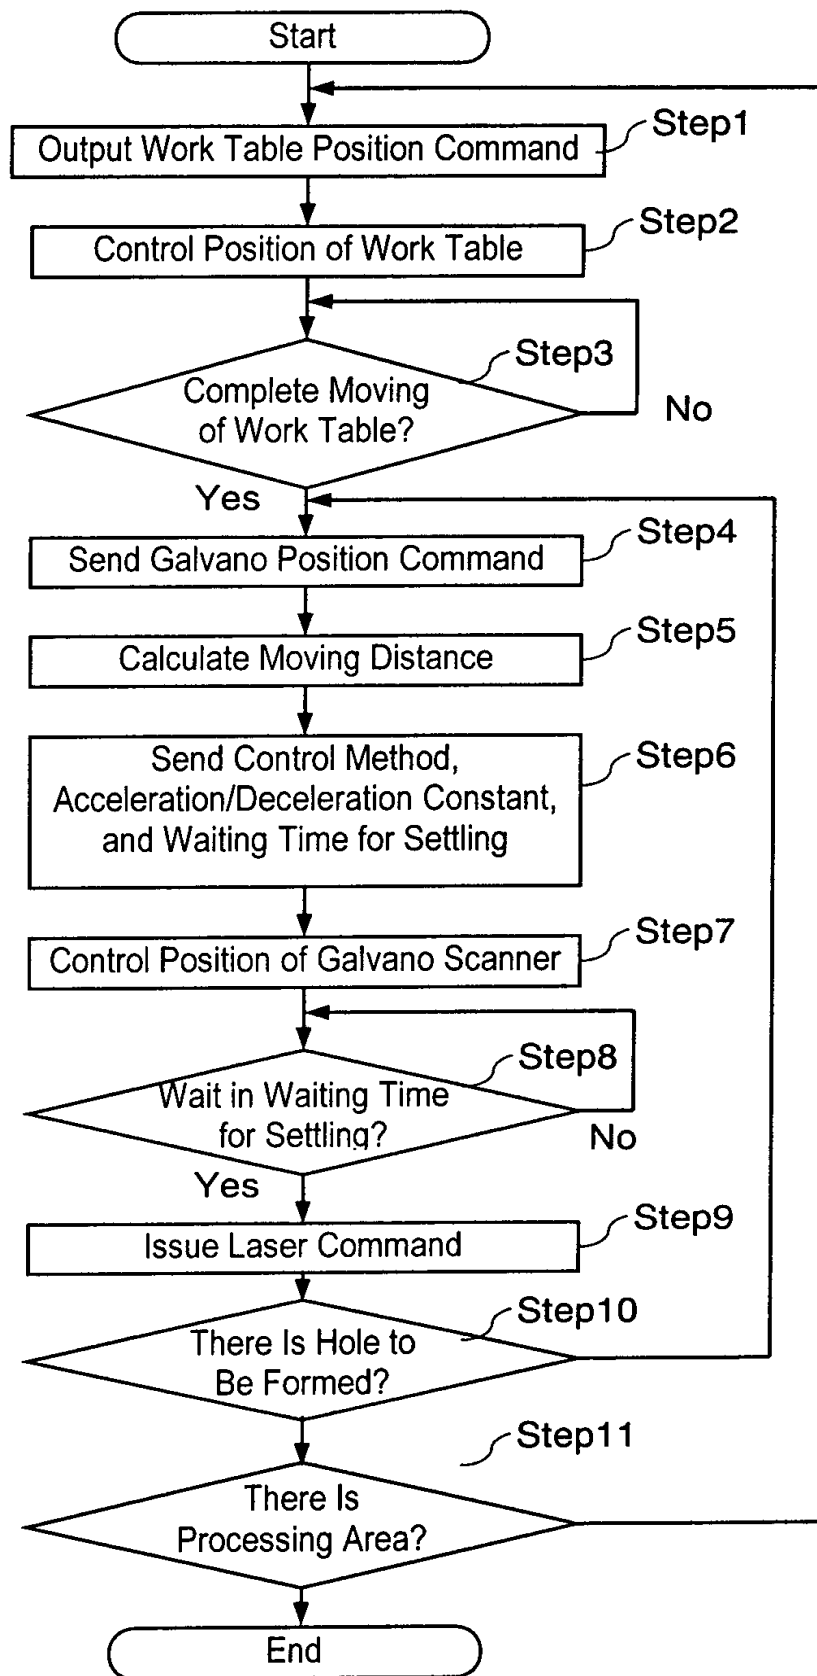 Start
Step1
Output Work Table Position Command
Step2
Control Position of Work Table
Step3
Complete Moving
of Work Table?
No
Yes
Step4
Send Galvano Position Command
Step5
Calculate Moving Distance
Step6
Send Control Method,
Acceleration/Deceleration Constant,
and Waiting Time for Settling
Step7
Control Position of Galvano Scanner
Step8
Wait in Waiting Time
for Settling?
No
Yes
Step9
Issue Laser Command
Step10
There Is Hole to
Be Formed?
Step11
There Is
Processing Area?
End